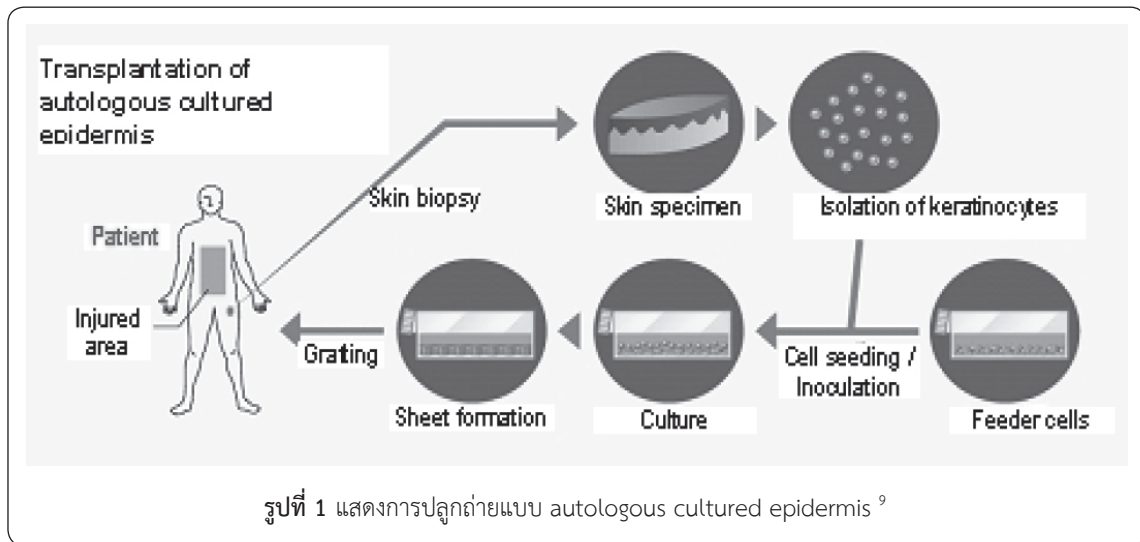 Transplantation of
autologous cultured
epidermis
Patient
Injured
area
Skin biopsy
Skin specimen
Isolation of keratinocytes
Feeder cells
Cell seeding /
Inoculation
Culture
Sheet formation
Grating
รูปที่ 1 แสดงการปลูกถ่ายแบบ autologous cultured epidermis ⁹